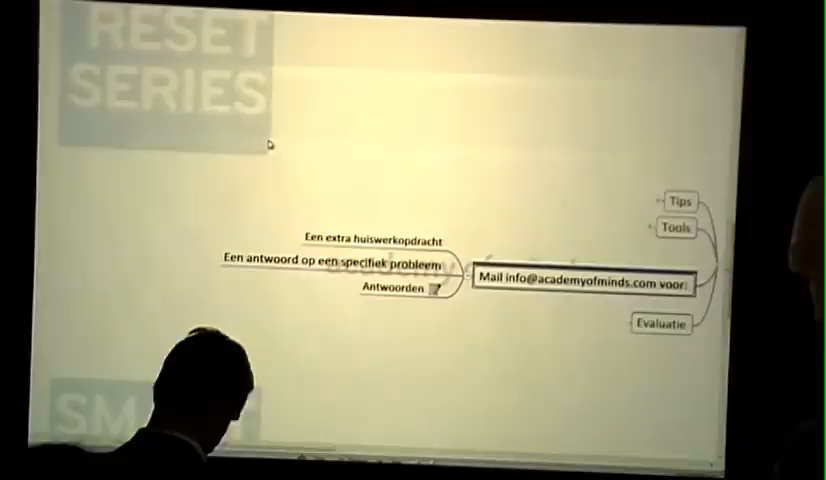 RESET
SERIES
Tips
Tools
Een extra huiswerkopdracht
Een antwoord op een specifiek probleem
Antwoorden
Mail info@academyofminds.com voor:
Evaluatie